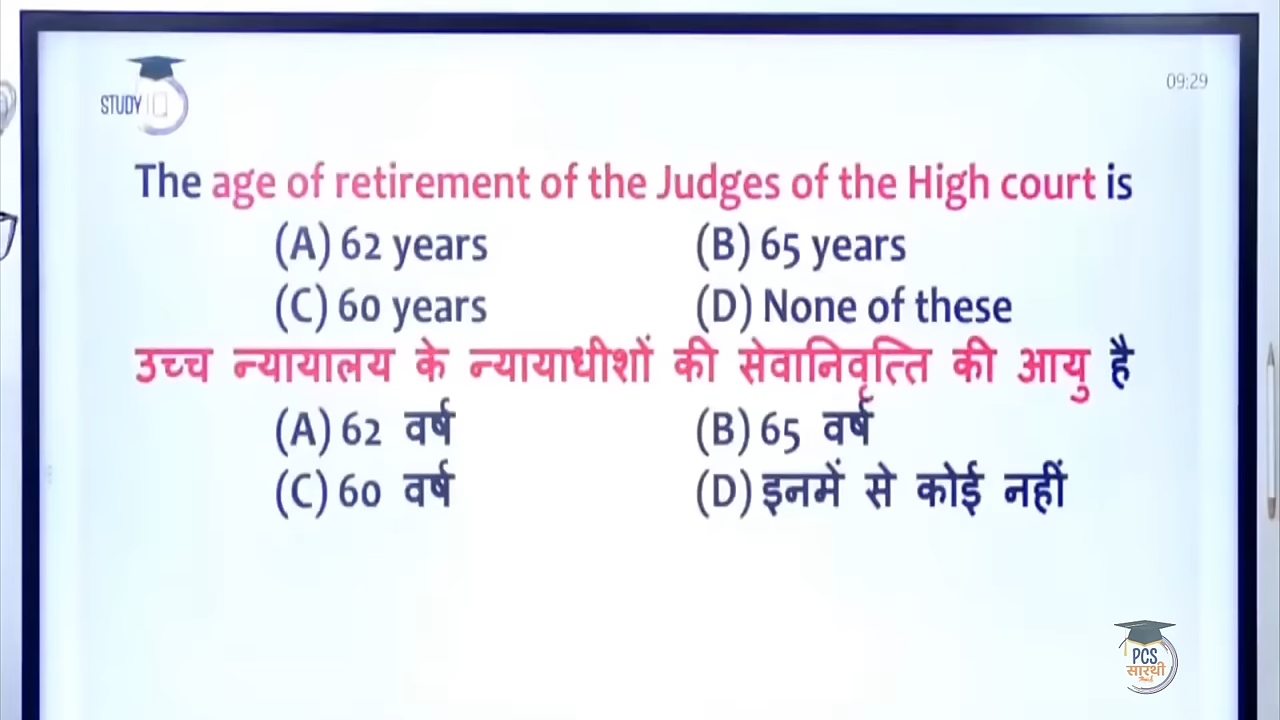 STUDY IQ
09:29
The age of retirement of the Judges of the High court is
(A) 62 years (B) 65 years
(C) 60 years (D) None of these
उच्च न्यायालय के न्यायाधीशों की सेवानिवृत्ति की आयु है
(A) 62 वर्ष (B) 65 वर्ष
(C) 60 वर्ष (D) इनमें से कोई नहीं
PCS
सारथी